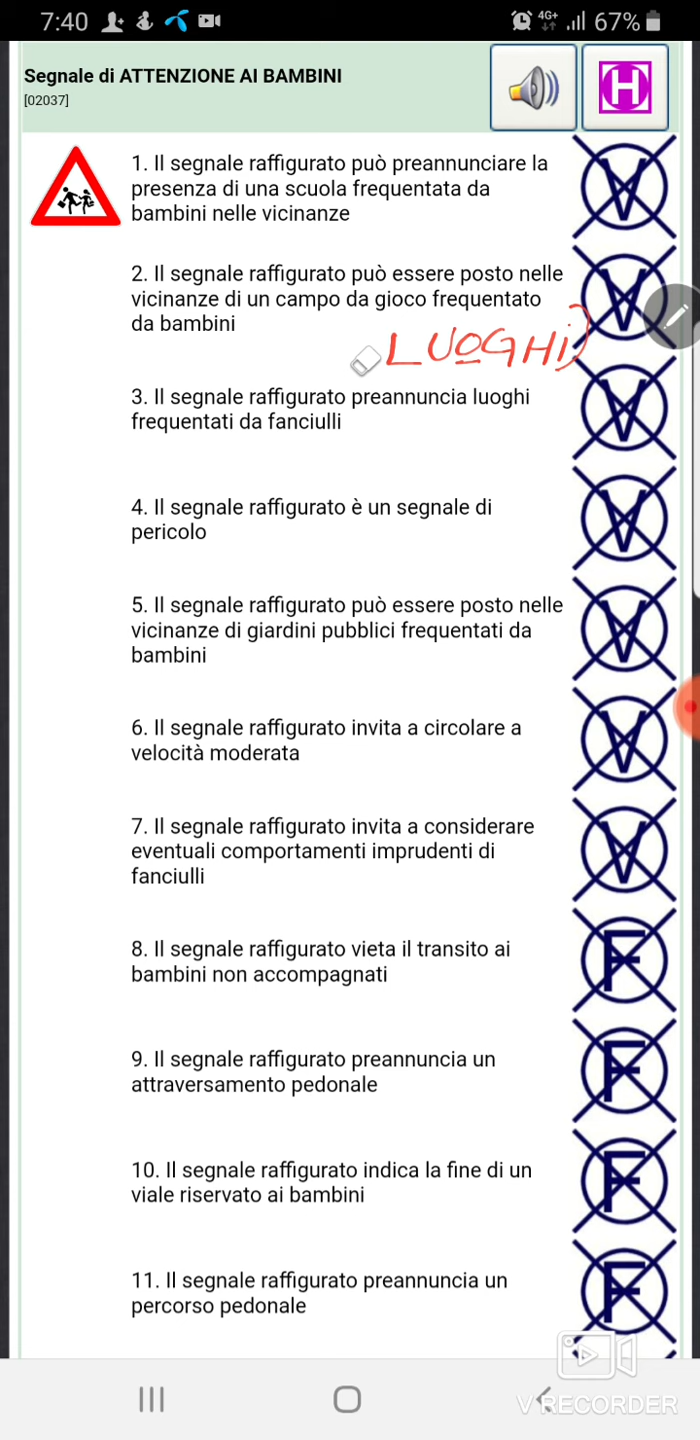 7:40
4G+
67%
Segnale di ATTENZIONE AI BAMBINI
[02037]
H
1. Il segnale raffigurato può preannunciare la
presenza di una scuola frequentata da
bambini nelle vicinanze
V
2. Il segnale raffigurato può essere posto nelle
vicinanze di un campo da gioco frequentato
da bambini
V
LUOGHI
3. Il segnale raffigurato preannuncia luoghi
frequentati da fanciulli
V
4. Il segnale raffigurato è un segnale di
pericolo
V
5. Il segnale raffigurato può essere posto nelle
vicinanze di giardini pubblici frequentati da
bambini
V
6. Il segnale raffigurato invita a circolare a
velocità moderata
V
7. Il segnale raffigurato invita a considerare
eventuali comportamenti imprudenti di
fanciulli
V
8. Il segnale raffigurato vieta il transito ai
bambini non accompagnati
F
9. Il segnale raffigurato preannuncia un
attraversamento pedonale
F
10. Il segnale raffigurato indica la fine di un
viale riservato ai bambini
F
11. Il segnale raffigurato preannuncia un
percorso pedonale
F
V RECORDER